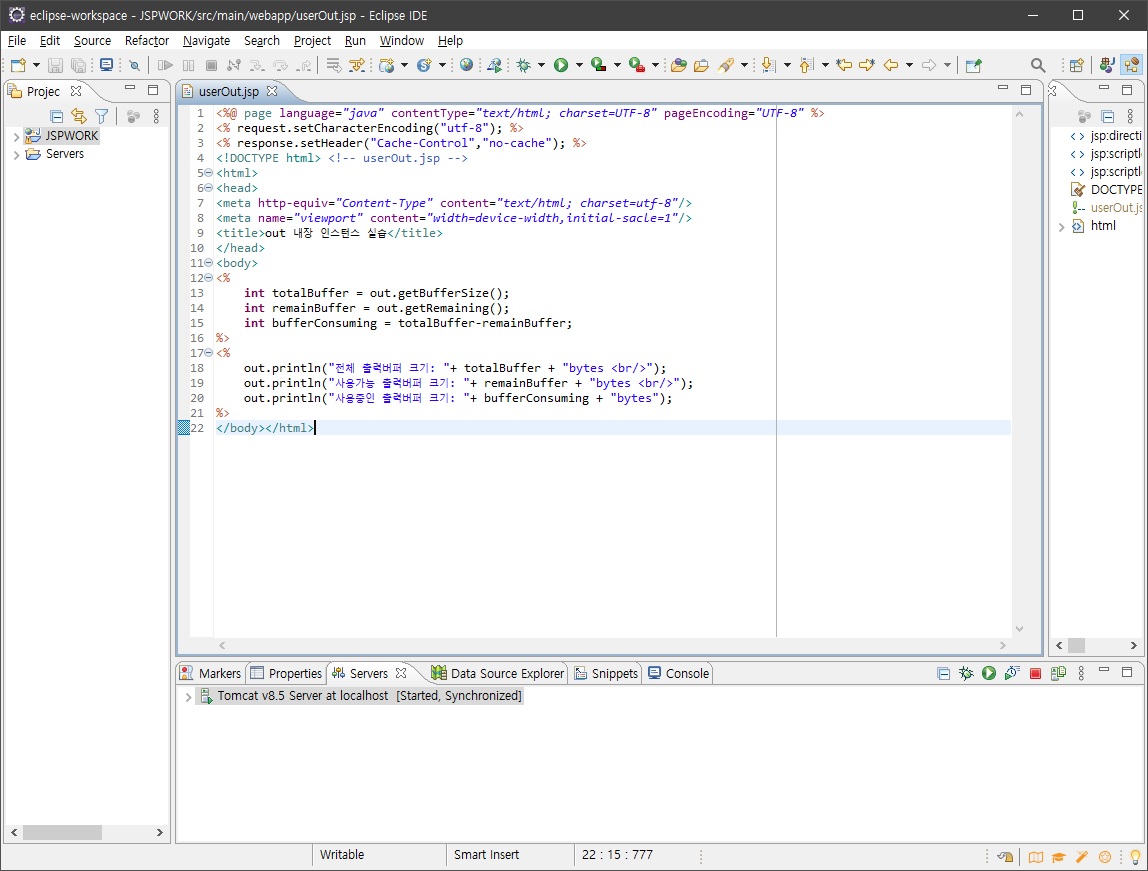 eclipse-workspace - JSPWORK/src/main/webapp/userOut.jsp - Eclipse IDE
File Edit Source Refactor Navigate Search Project Run Window Help
Projec
userOut.jsp
JSPWORK
Servers
1 <%@ page language="java" contentType="text/html; charset=UTF-8" pageEncoding="UTF-8" %>
2 <% request.setCharacterEncoding("utf-8"); %>
3 <% response.setHeader("Cache-Control","no-cache"); %>
4 <!DOCTYPE html> <!-- userOut.jsp -->
5 <html>
6 <head>
7 <meta http-equiv="Content-Type" content="text/html; charset=utf-8"/>
8 <meta name="viewport" content="width=device-width,initial-sacle=1"/>
9 <title>out 내장 인스턴스 실습</title>
10 </head>
11 <body>
12 <%
13 int totalBuffer = out.getBufferSize();
14 int remainBuffer = out.getRemaining();
15 int bufferConsuming = totalBuffer-remainBuffer;
16 %>
17 <%
18 out.println("전체 출력버퍼 크기: "+ totalBuffer + "bytes <br/>");
19 out.println("사용가능 출력버퍼 크기: "+ remainBuffer + "bytes <br/>");
20 out.println("사용중인 출력버퍼 크기: "+ bufferConsuming + "bytes");
21 %>
22 </body></html>
jsp:directi
jsp:scriptl
jsp:scriptl
DOCTYPE
userOut.js
html
Markers Properties Servers Data Source Explorer Snippets Console
Tomcat v8.5 Server at localhost [Started, Synchronized]
Writable Smart Insert 22 : 15 : 777